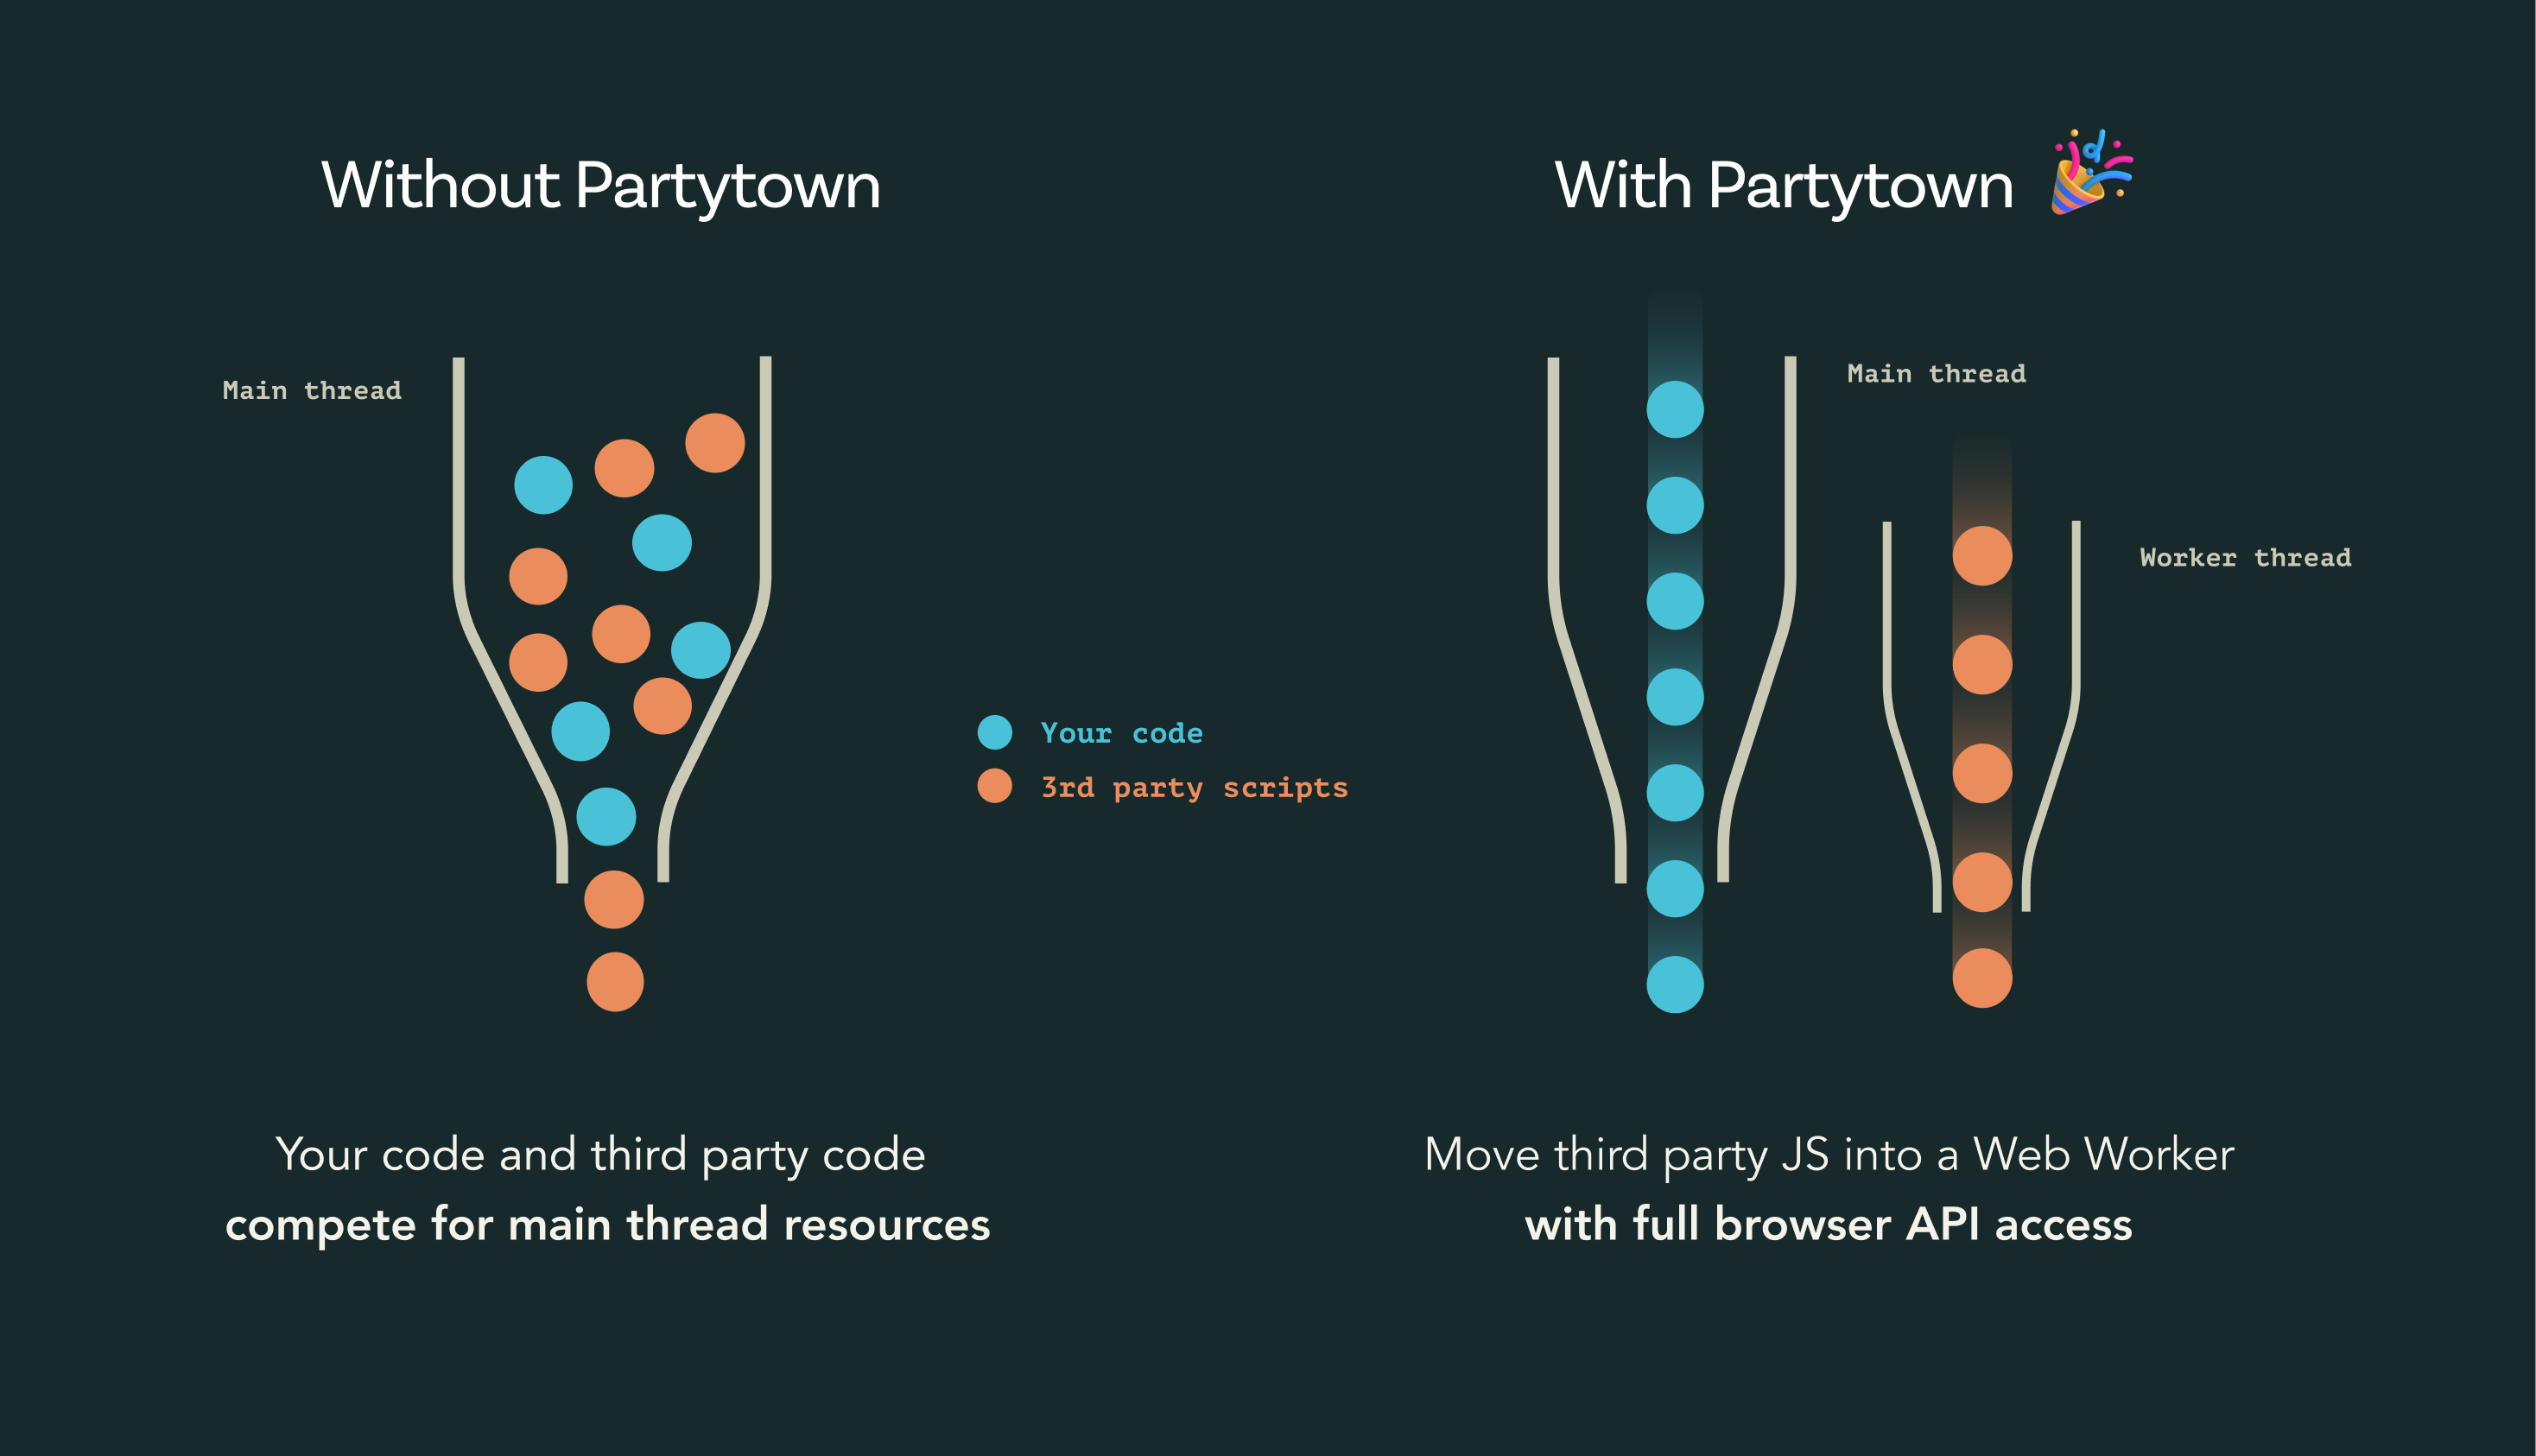 Without Partytown
Main thread
Your code and third party code
compete for main thread resources
Your code
3rd party scripts
With Partytown 🎉
Main thread
Worker thread
Move third party JS into a Web Worker
with full browser API access